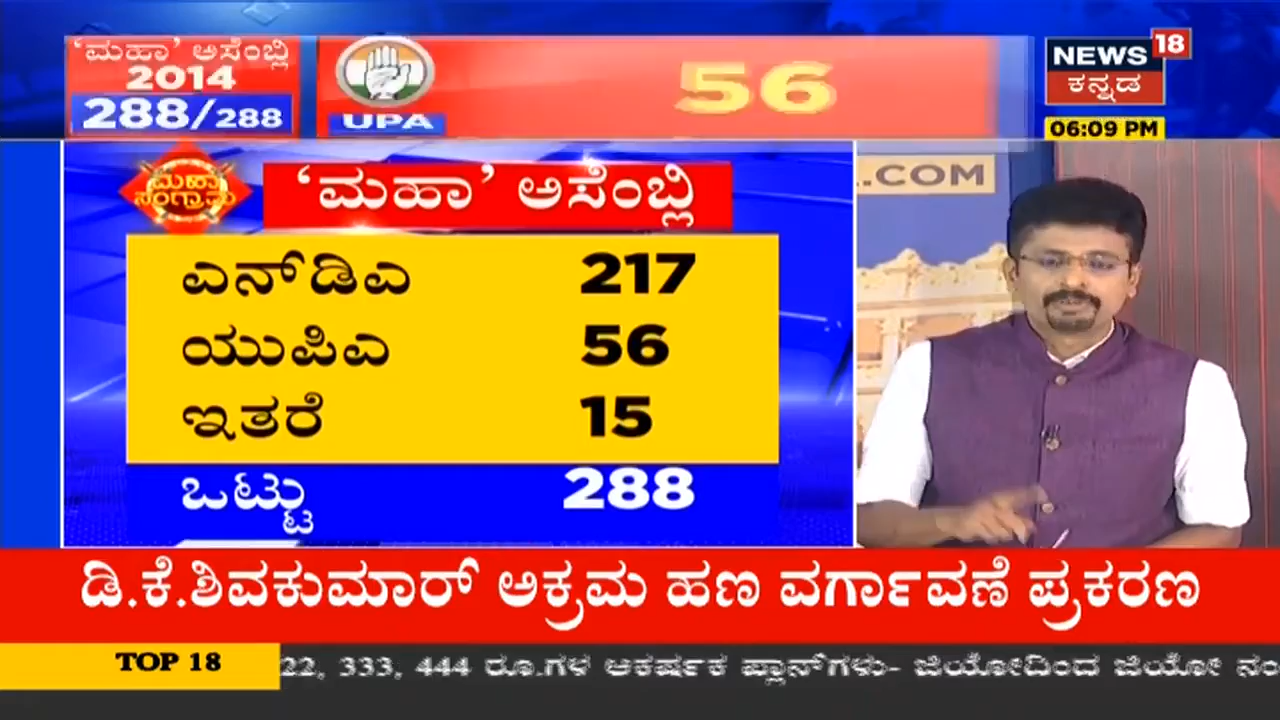 ‘ಮಹಾ’ ಅಸೆಂಬ್ಲಿ
2014
288/288
UPA
56
NEWS 18
ಕನ್ನಡ
06:09 PM
ಮಹಾ
ಸಂಗ್ರಾಮ
‘ಮಹಾ’ ಅಸೆಂಬ್ಲಿ
ಎನ್‌ಡಿಎ 217
ಯುಪಿಎ 56
ಇತರೆ 15
ಒಟ್ಟು 288
.COM
ಡಿ.ಕೆ.ಶಿವಕುಮಾರ್ ಅಕ್ರಮ ಹಣ ವರ್ಗಾವಣೆ ಪ್ರಕರಣ
TOP 18
22, 333, 444 ರೂ.ಗಳ ಆಕರ್ಷಕ ಪ್ಲಾನ್‌ಗಳು- ಜಿಯೋದಿಂದ ಜಿಯೋ ನಂ